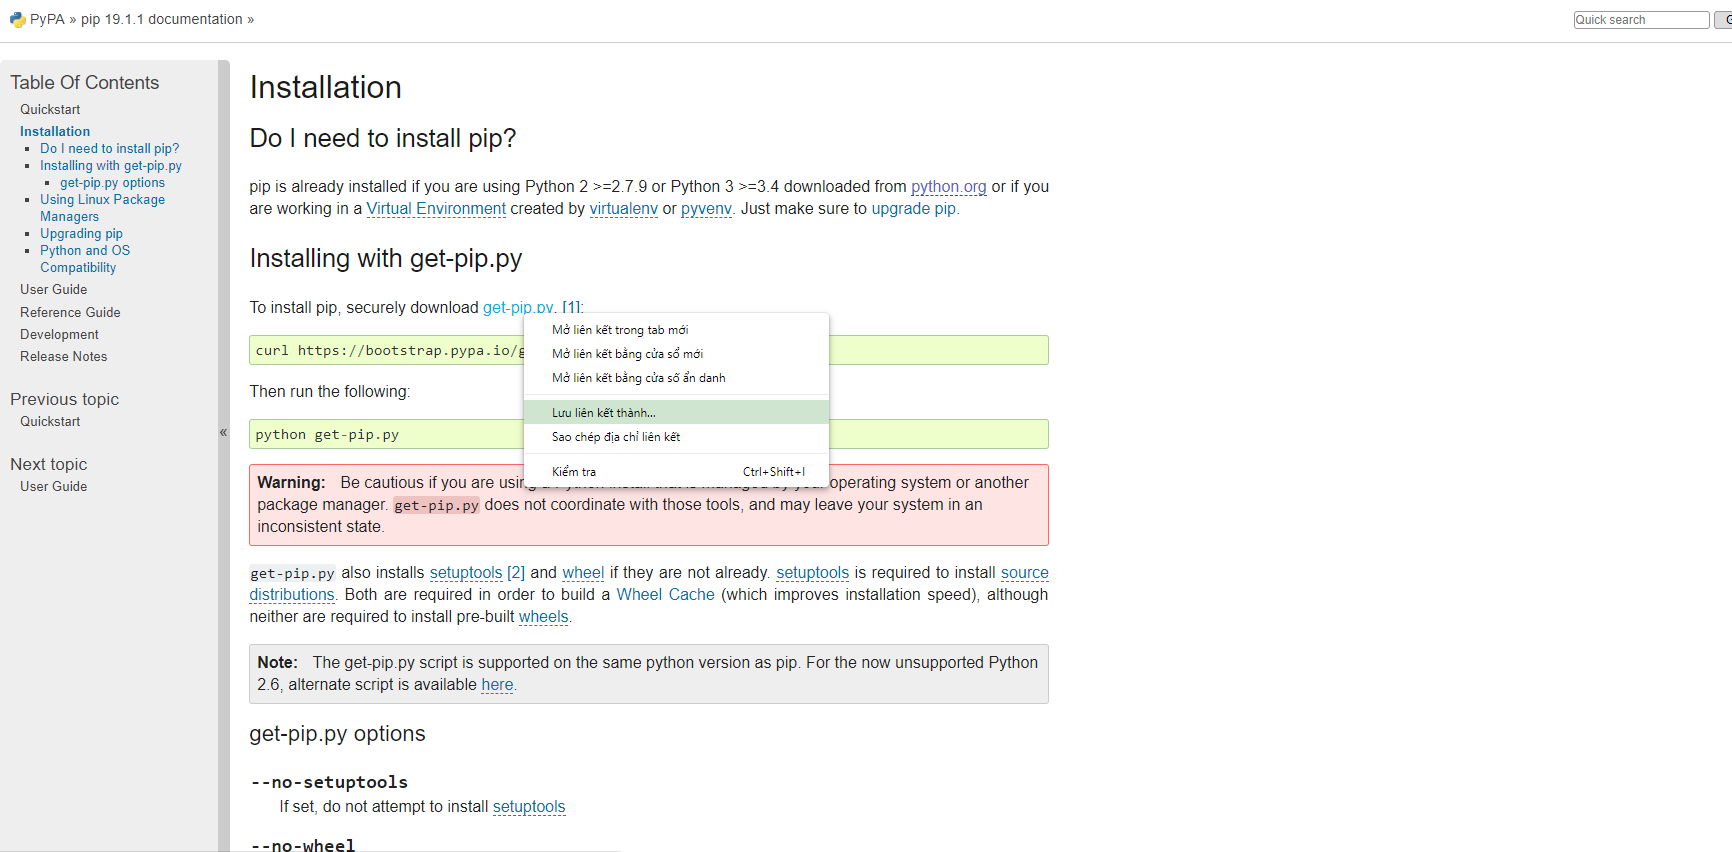 PyPA » pip 19.1.1 documentation »
Quick search
Table Of Contents
Quickstart
Installation
Do I need to install pip?
Installing with get-pip.py
get-pip.py options
Using Linux Package
Managers
Upgrading pip
Python and OS
Compatibility
User Guide
Reference Guide
Development
Release Notes
Previous topic
Quickstart
Next topic
User Guide
«
Installation
Do I need to install pip?
pip is already installed if you are using Python 2 >=2.7.9 or Python 3 >=3.4 downloaded from python.org or if you
are working in a Virtual Environment created by virtualenv or pyvenv. Just make sure to upgrade pip.
Installing with get-pip.py
To install pip, securely download get-pip.py. [1]:
curl https://bootstrap.pypa.io/g
Then run the following:
python get-pip.py
Mở liên kết trong tab mới
Mở liên kết bằng cửa sổ mới
Mở liên kết bằng cửa sổ ẩn danh
Lưu liên kết thành...
Sao chép địa chỉ liên kết
Kiểm tra Ctrl+Shift+I
Warning: Be cautious if you are using a Python install that is managed by your operating system or another
package manager. get-pip.py does not coordinate with those tools, and may leave your system in an
inconsistent state.
get-pip.py also installs setuptools [2] and wheel if they are not already. setuptools is required to install source
distributions. Both are required in order to build a Wheel Cache (which improves installation speed), although
neither are required to install pre-built wheels.
Note: The get-pip.py script is supported on the same python version as pip. For the now unsupported Python
2.6, alternate script is available here.
get-pip.py options
--no-setuptools
If set, do not attempt to install setuptools
--no-wheel